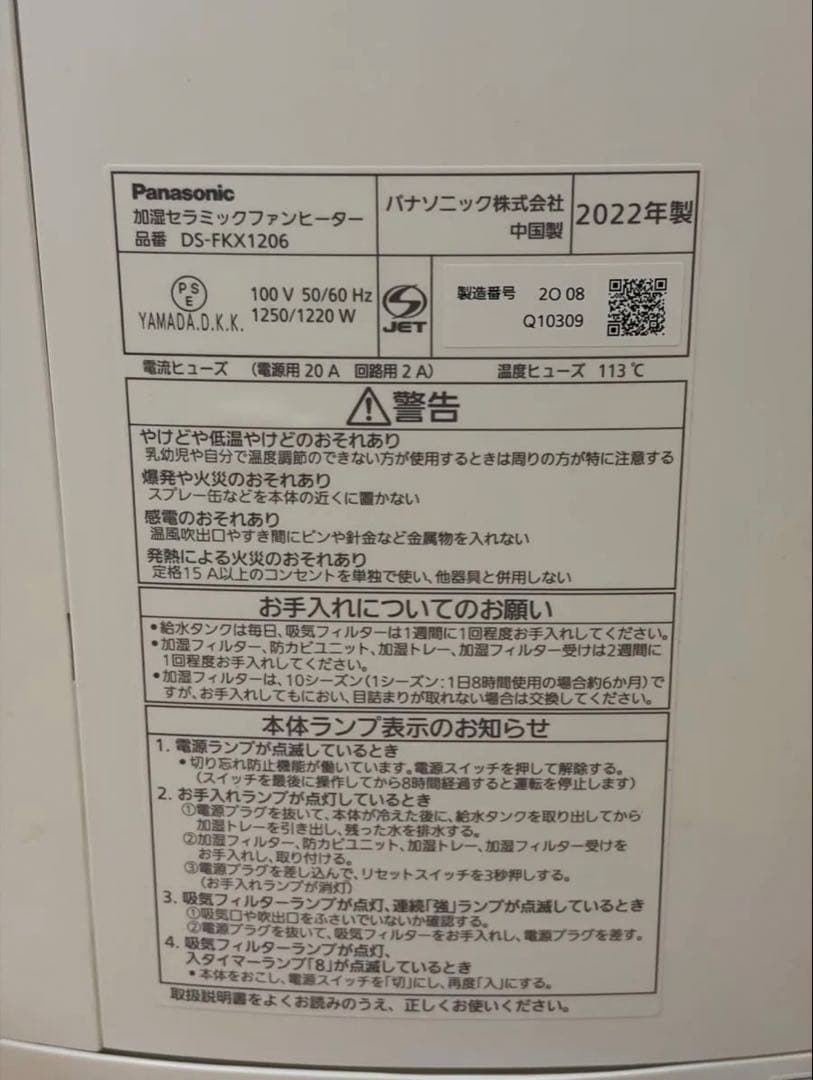 Panasonic
加湿セラミックファンヒーター
品番 DS-FKX1206
パナソニック株式会社
中国製
2022年製
PS
E
YAMADA.D.K.K.
100 V 50/60 Hz
1250/1220 W
S
JET
製造番号 2O 08
Q10309
電流ヒューズ (電源用 20 A 回路用 2 A) 温度ヒューズ 113 ℃
警告
やけどや低温やけどのおそれあり
乳幼児や自分で温度調節のできない方が使用するときは周りの方が特に注意する
爆発や火災のおそれあり
スプレー缶などを本体の近くに置かない
感電のおそれあり
温風吹出口やすき間にピンや針金など金属物を入れない
発熱による火災のおそれあり
定格15 A以上のコンセントを単独で使い、他器具と併用しない
お手入れについてのお願い
•給水タンクは毎日、吸気フィルターは1週間に1回程度お手入れしてください。
•加湿フィルター、防カビユニット、加湿トレー、加湿フィルター受けは2週間に
1回程度お手入れしてください。
•加湿フィルターは、10シーズン(1シーズン:1日8時間使用の場合約6か月)で
すが、お手入れしてもにおい、目詰まりが取れない場合は交換してください。
本体ランプ表示のお知らせ
1. 電源ランプが点滅しているとき
•切り忘れ防止機能が働いています。電源スイッチを押して解除する。
(スイッチを最後に操作してから8時間経過すると運転を停止します)
2. お手入れランプが点灯しているとき
①電源プラグを抜いて、本体が冷えた後に、給水タンクを取り出してから
加湿トレーを引き出し、残った水を排水する。
②加湿フィルター、防カビユニット、加湿トレー、加湿フィルター受けを
お手入れし、取り付ける。
③電源プラグを差し込んで、リセットスイッチを3秒押しする。
(お手入れランプが消灯)
3. 吸気フィルターランプが点灯、連続「強」ランプが点滅しているとき
①吸気口や吹出口をふさいでいないか確認する。
②電源プラグを抜いて、吸気フィルターをお手入れし、電源プラグを差す。
4. 吸気フィルターランプが点灯、
入タイマーランプ「8」が点滅しているとき
•本体をおこし、電源スイッチを「切」にし、再度「入」にする。
取扱説明書をよくお読みのうえ、正しくお使いください。